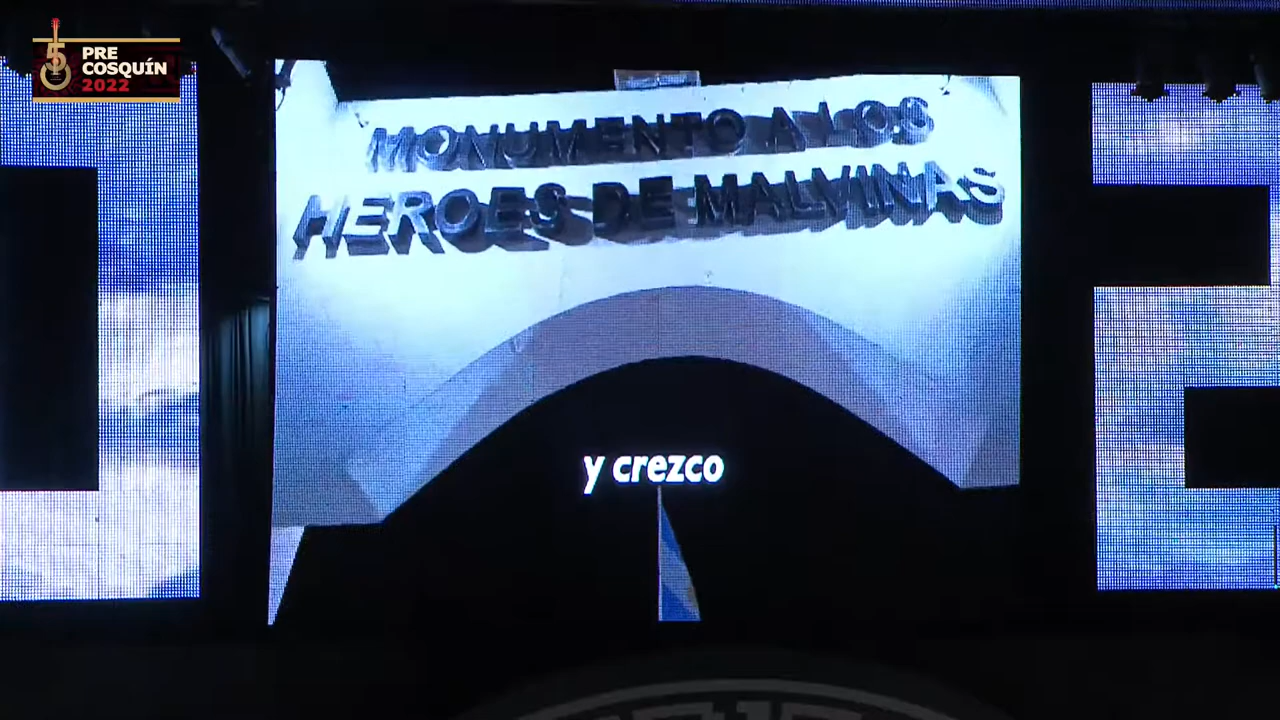 PRE
COSQUÍN
2022
MONUMENTO A LOS
HEROES DE MALVINAS
y crezco